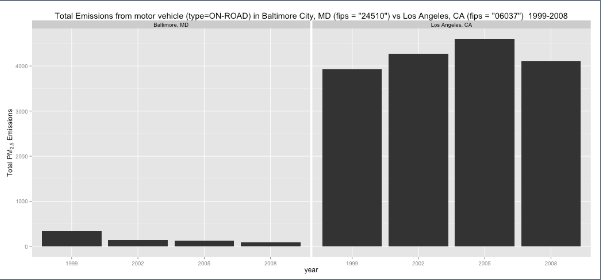 Total Emissions from motor vehicle (type=ON-ROAD) in Baltimore City, MD (fips = "24510") vs Los Angeles, CA (fips = "06037") 1999-2008
Baltimore, MD
Los Angeles, CA
Total PM2.5 Emissions
4000
3000
2000
1000
0
1999
2002
2005
2008
1999
2002
2005
2008
year